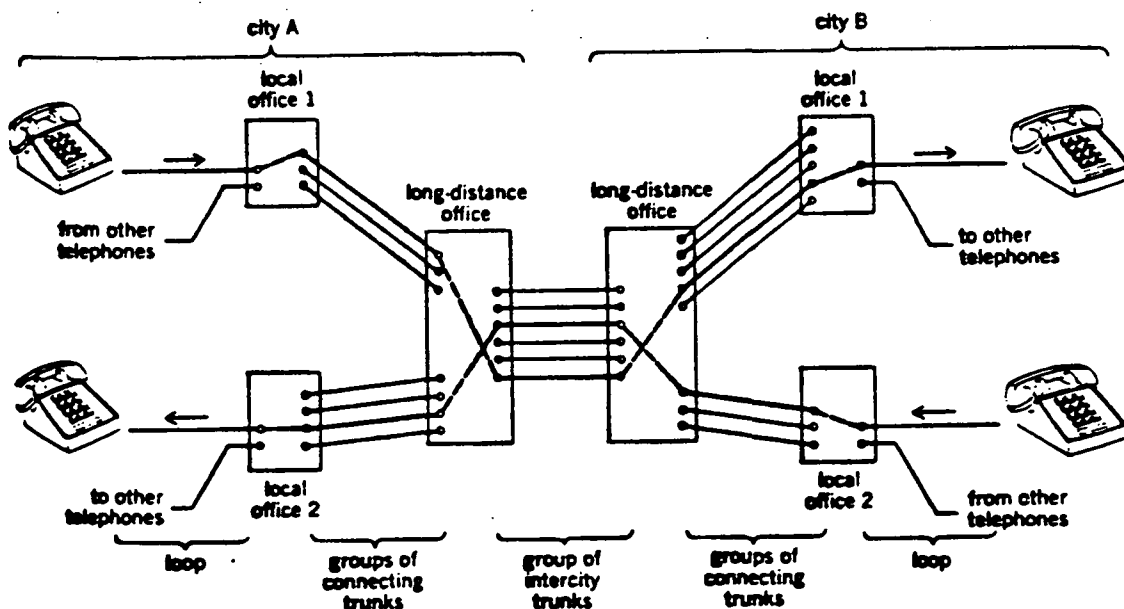 city A
city B
local
office 1
local
office 1
long-distance
office
long-distance
office
from other
telephones
to other
telephones
to other
telephones
local
office 2
local
office 2
from other
telephones
loop
groups of
connecting
trunks
group of
intercity
trunks
groups of
connecting
trunks
loop